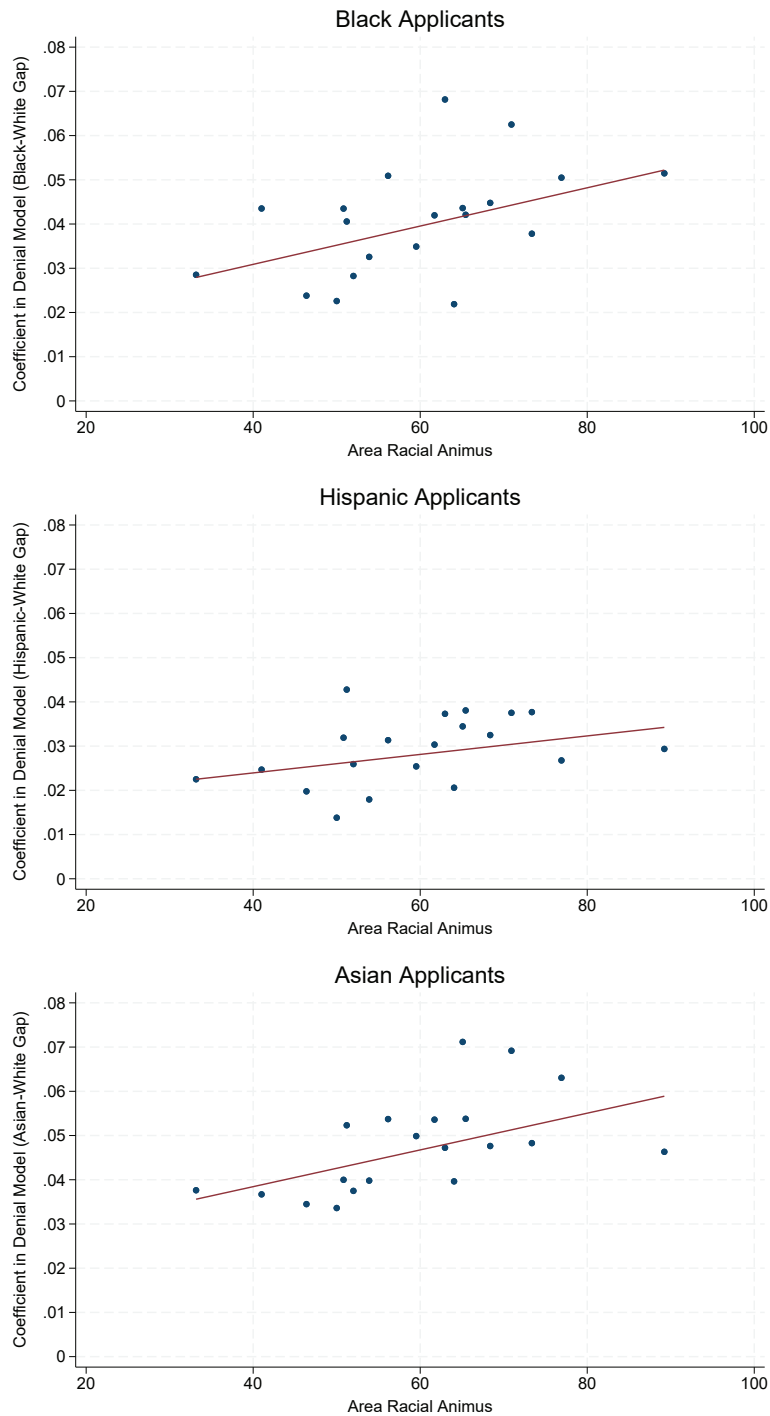 Black Applicants
Coefficient in Denial Model (Black-White Gap)
.08
.07
.06
.05
.04
.03
.02
.01
0
20 40 60 80 100
Area Racial Animus
Hispanic Applicants
Coefficient in Denial Model (Hispanic-White Gap)
.08
.07
.06
.05
.04
.03
.02
.01
0
20 40 60 80 100
Area Racial Animus
Asian Applicants
Coefficient in Denial Model (Asian-White Gap)
.08
.07
.06
.05
.04
.03
.02
.01
0
20 40 60 80 100
Area Racial Animus